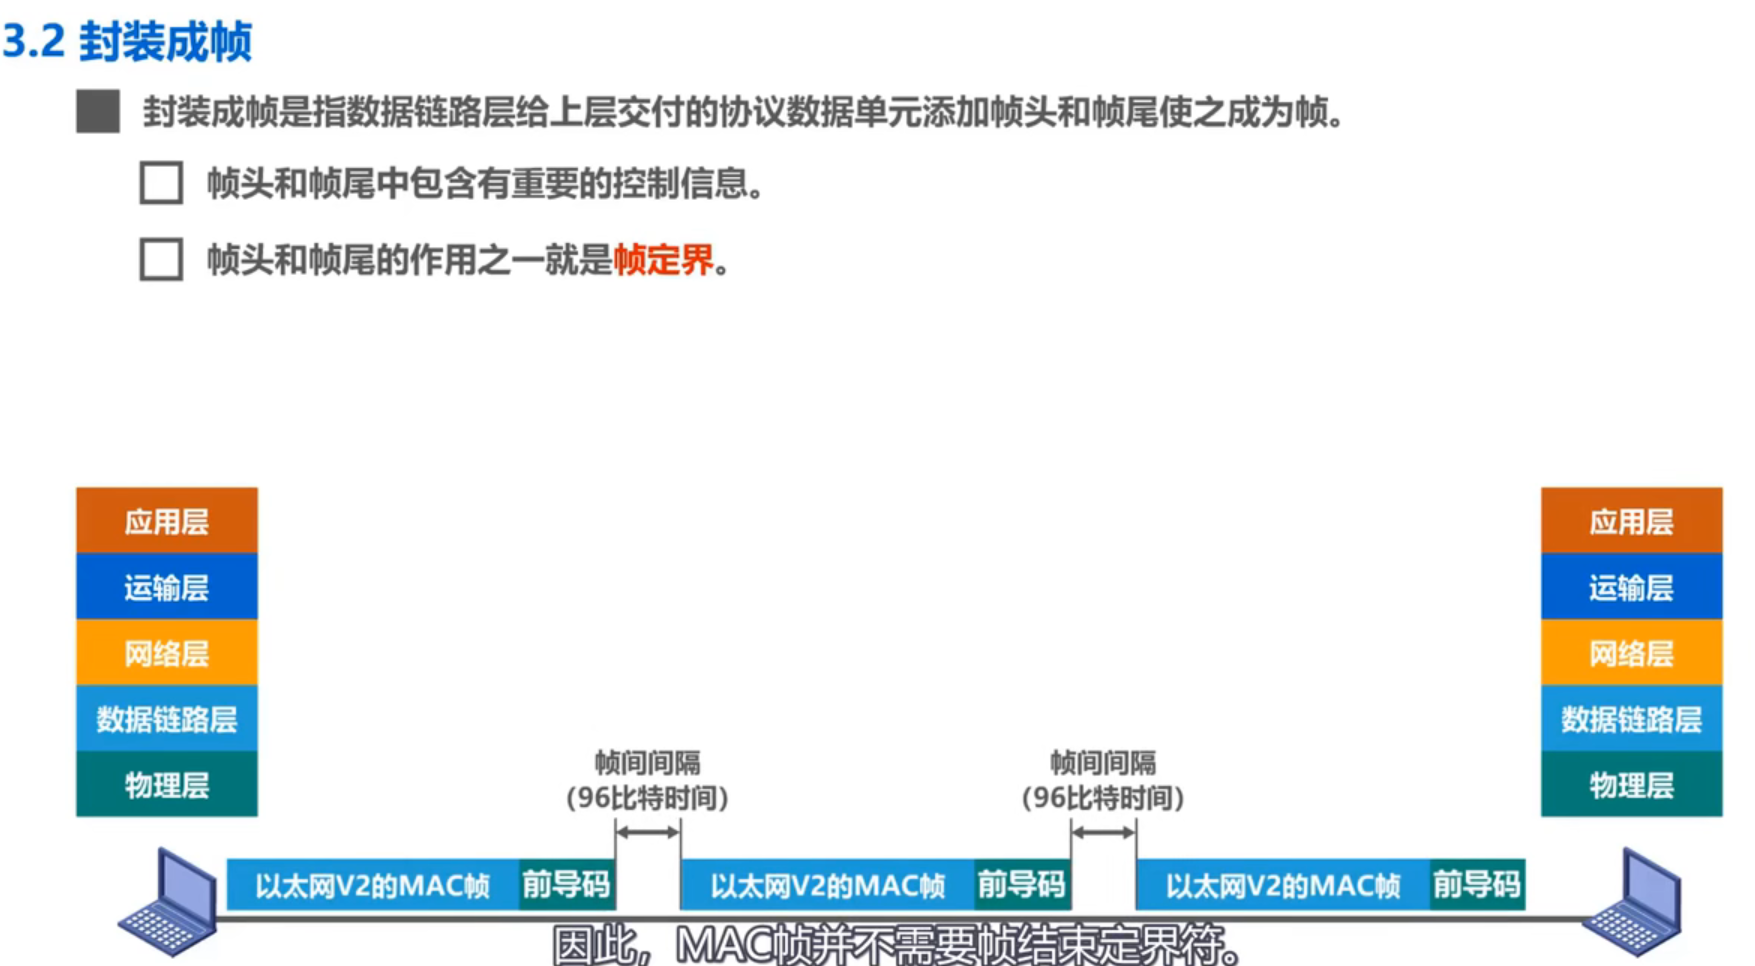 3.2 封装成帧
封装成帧是指数据链路层给上层交付的协议数据单元添加帧头和帧尾使之成为帧。
帧头和帧尾中包含有重要的控制信息。
帧头和帧尾的作用之一就是帧定界。
应用层
运输层
网络层
数据链路层
物理层
应用层
运输层
网络层
数据链路层
物理层
帧间间隔
(96比特时间)
帧间间隔
(96比特时间)
以太网V2的MAC帧 前导码
以太网V2的MAC帧 前导码
以太网V2的MAC帧 前导码
因此，MAC帧并不需要帧结束定界符。